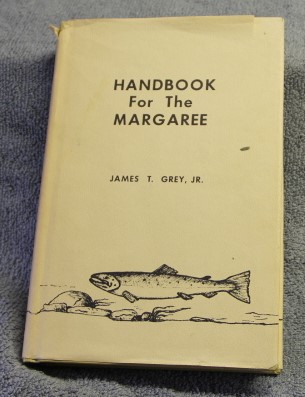 HANDBOOK
For The
MARGAREE
JAMES T. GREY, JR.